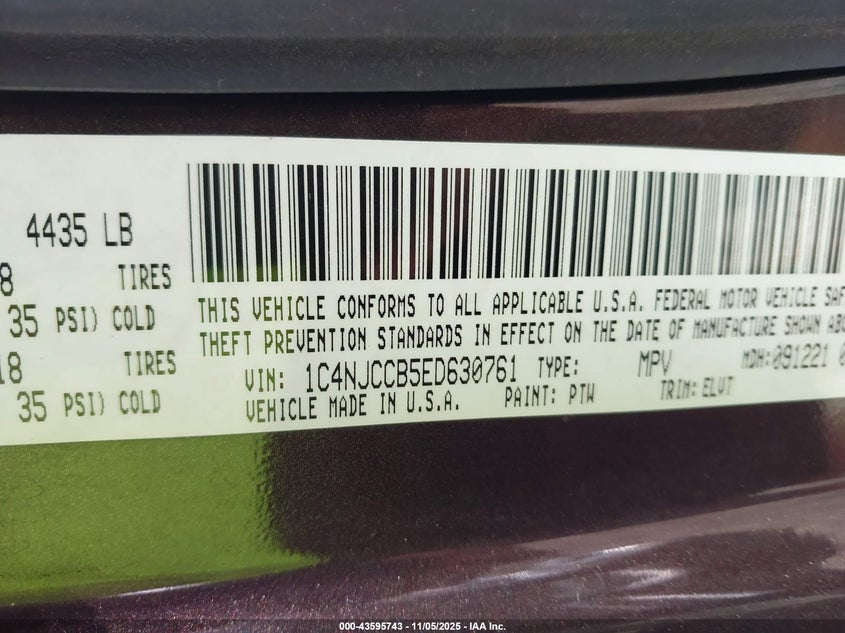 4435 LB
8 TIRES
35 PSI) COLD
18 TIRES
35 PSI) COLD
THIS VEHICLE CONFORMS TO ALL APPLICABLE U.S.A. FEDERAL MOTOR VEHICLE SAF
THEFT PREVENTION STANDARDS IN EFFECT ON THE DATE OF MANUFACTURE SHOWN ABO
VIN: 1C4NJCCB5ED630761 TYPE: MPV MDH:091221 0
VEHICLE MADE IN U.S.A. PAINT: PTW TRIM: ELVT
000-43595743 - 11/05/2025 - IAA Inc.